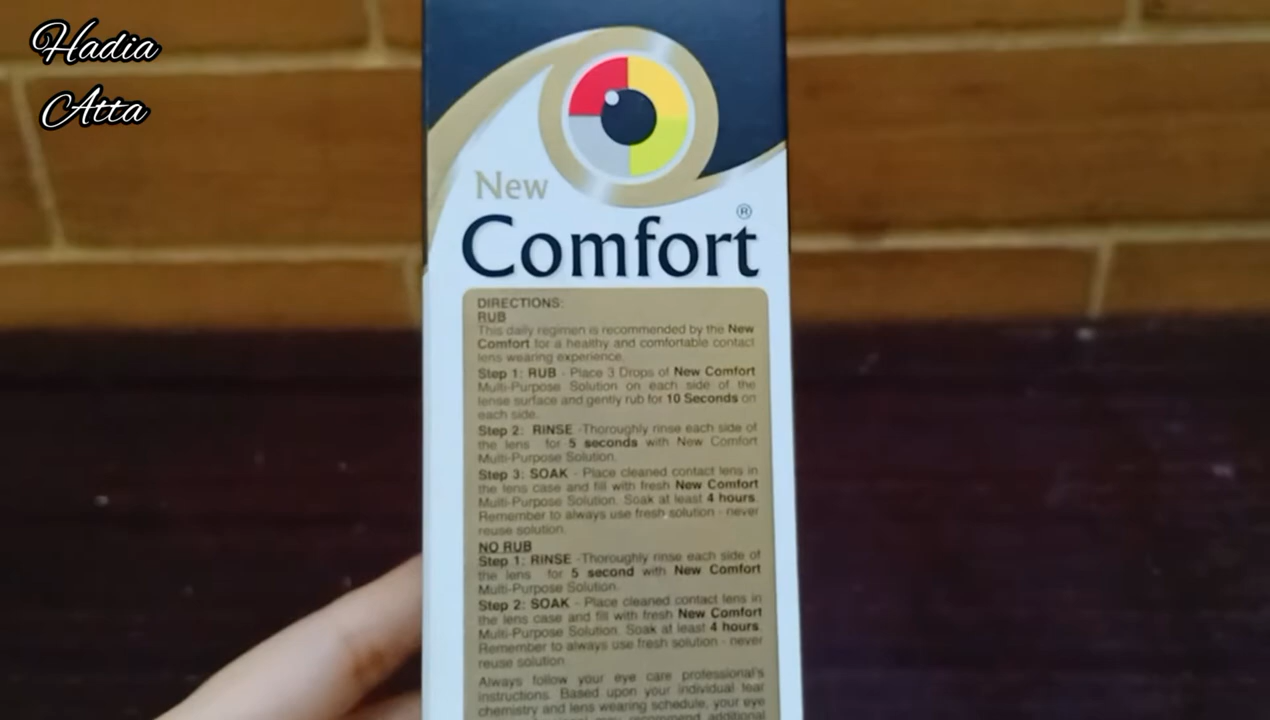 Hadia
Atta
New
Comfort®
DIRECTIONS:
RUB
This daily regimen is recommended by the New
Comfort for a healthy and comfortable contact
lens wearing experience.
Step 1: RUB - Place 3 Drops of New Comfort
Multi-Purpose Solution on each side of the
lense surface and gently rub for 10 Seconds on
each side.
Step 2: RINSE -Thoroughly rinse each side of
the lens for 5 seconds with New Comfort
Multi-Purpose Solution.
Step 3: SOAK - Place cleaned contact lens in
the lens case and fill with fresh New Comfort
Multi-Purpose Solution. Soak at least 4 hours.
Remember to always use fresh solution - never
reuse solution.
NO RUB
Step 1: RINSE -Thoroughly rinse each side of
the lens for 5 second with New Comfort
Multi-Purpose Solution.
Step 2: SOAK - Place cleaned contact lens in
the lens case and fill with fresh New Comfort
Multi-Purpose Solution. Soak at least 4 hours.
Remember to always use fresh solution - never
reuse solution.
Always follow your eye care professional's
instructions. Based upon your individual tear
chemistry and lens wearing schedule, your eye
recommend additional